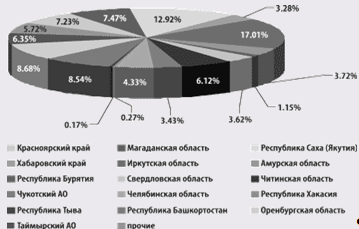 7.47%
12.92%
3.28%
7.23%
5.72%
6.35%
17.01%
8.68%
8.54%
4.33%
6.12%
3.72%
1.15%
0.17%
0.27%
3.43%
3.62%
Красноярский край
Магаданская область
Республика Саха (Якутия)
Хабаровский край
Иркутская область
Амурская область
Республика Бурятия
Свердловская область
Читинская область
Чукотский АО
Челябинская область
Республика Хакасия
Республика Тыва
Республика Башкортостан
Оренбургская область
Таймырский АО
прочие